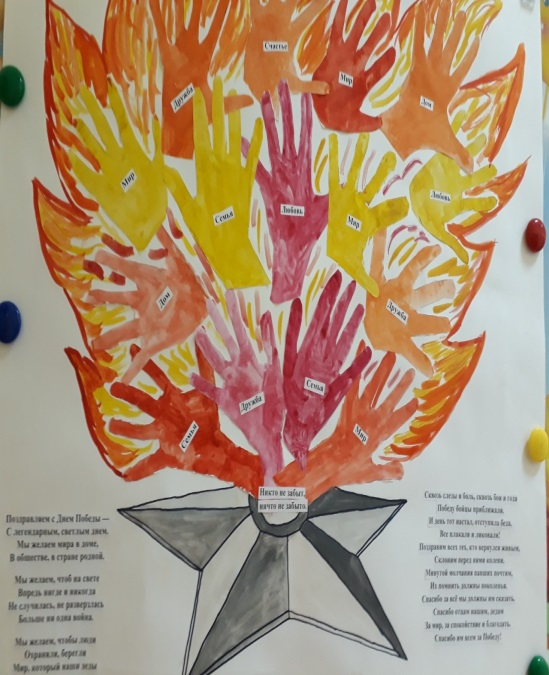 Счастье
Мир
Дружба
Дом
Мир
Семья
Любовь
Мир
Любовь
Дом
Дружба
Дружба
Семья
Семья
Мир
Никто не забыт,
ничто не забыто.
Поздравляем с Днем Победы —
С легендарным, светлым днем.
Мы желаем мира в доме,
В обществе, в стране родной.
Мы желаем, чтоб на свете
Впредь нигде и никогда
Не случилась, не разверзлась
Больше ни одна война.
Мы желаем, чтобы люди
Охраняли, берегли
Мир, который наши деды
Сквозь слезы и боль, сквозь бои и года
Победу бойцы приближали.
И день тот настал, отступила беда,
Все плакали и ликовали!
Поздравим всех тех, кто вернулся живым,
Склоним перед ними колени,
Минутой молчания павших почтим,
Их помнить должны поколенья.
Спасибо за всё мы должны им сказать,
Спасибо отцам нашим, дедам
За мир, за спокойствие и благодать.
Спасибо им всем за Победу!